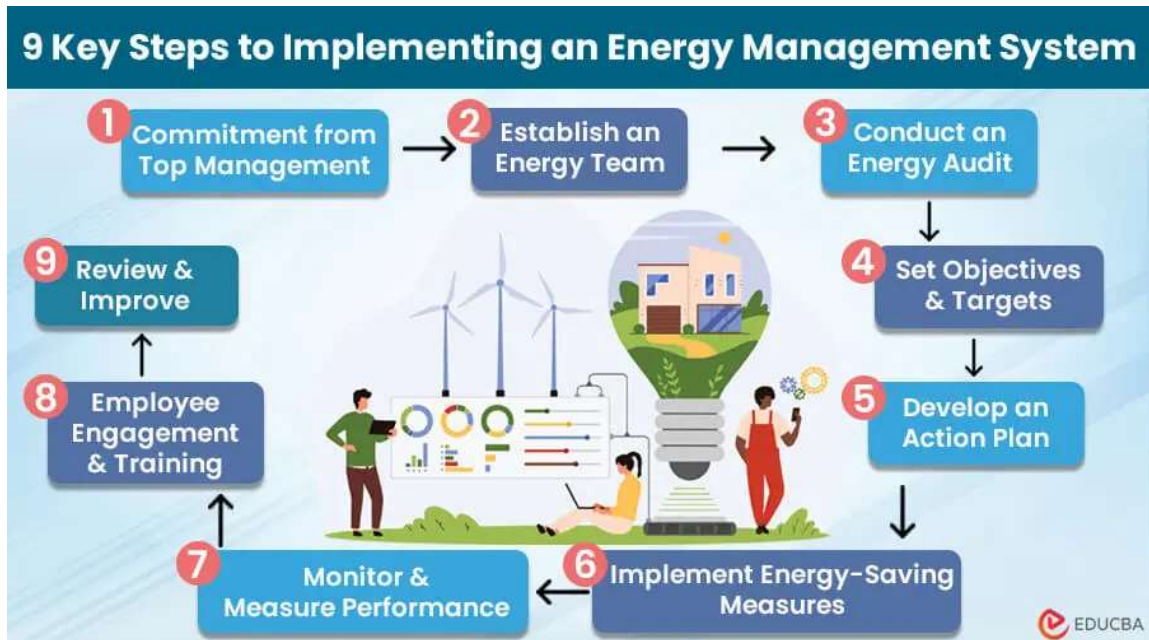 9 Key Steps to Implementing an Energy Management System
1
Commitment from
Top Management
2
Establish an
Energy Team
3
Conduct an
Energy Audit
4
Set Objectives
& Targets
5
Develop an
Action Plan
6
Implement Energy-Saving
Measures
7
Monitor &
Measure Performance
8
Employee
Engagement
& Training
9
Review &
Improve
EDUCBA